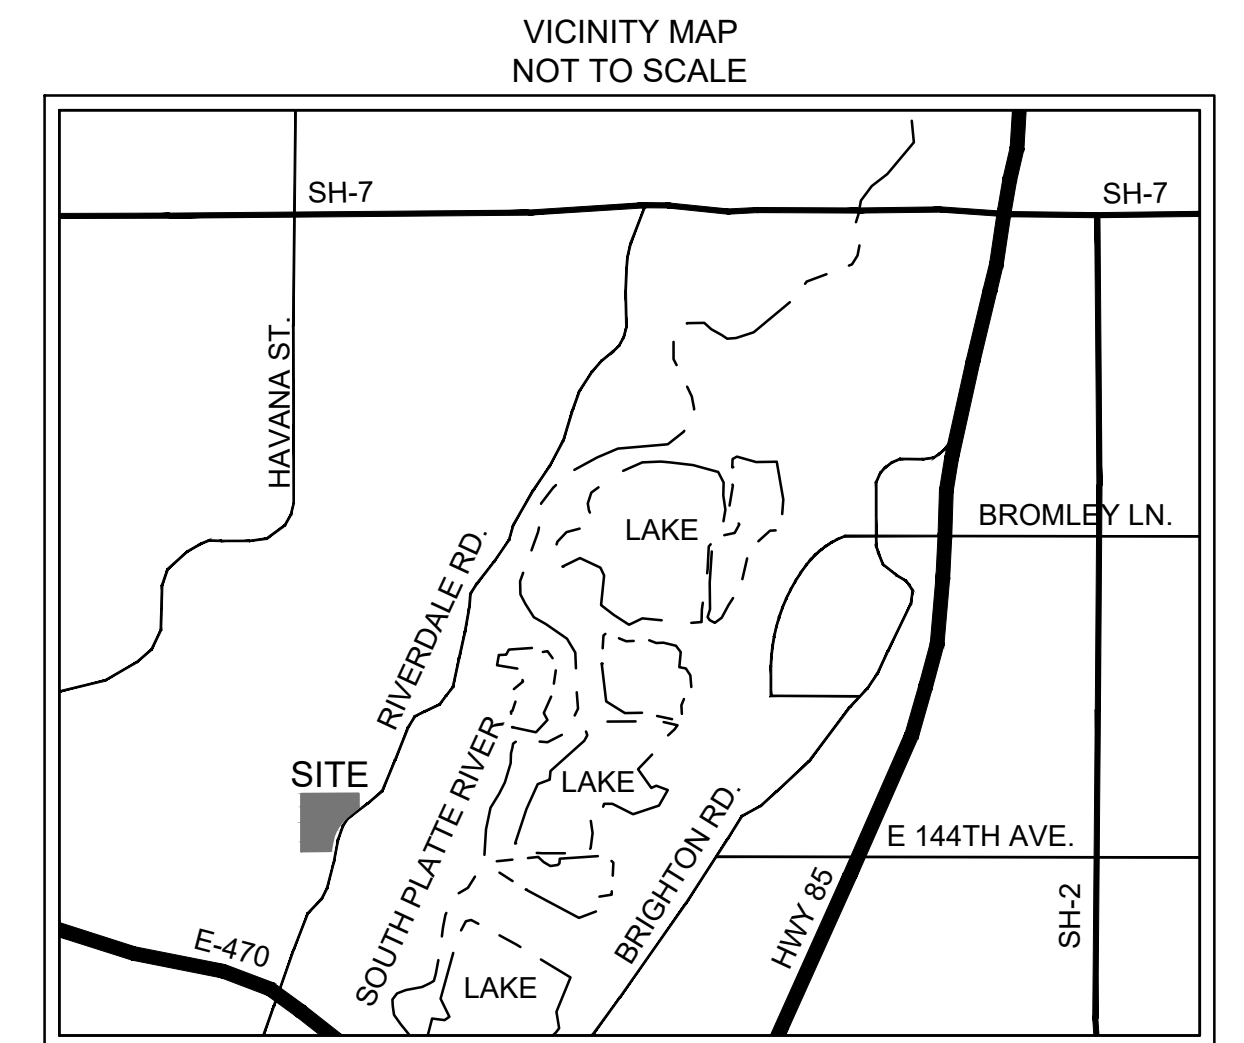 VICINITY MAP
NOT TO SCALE
SH-7
SH-7
HAVANA ST.
BROMLEY LN.
LAKE
RIVERDALE RD.
SITE
LAKE
SOUTH PLATTE RIVER
BRIGHTON RD.
E 144TH AVE.
HWY 85
SH-2
E-470
LAKE